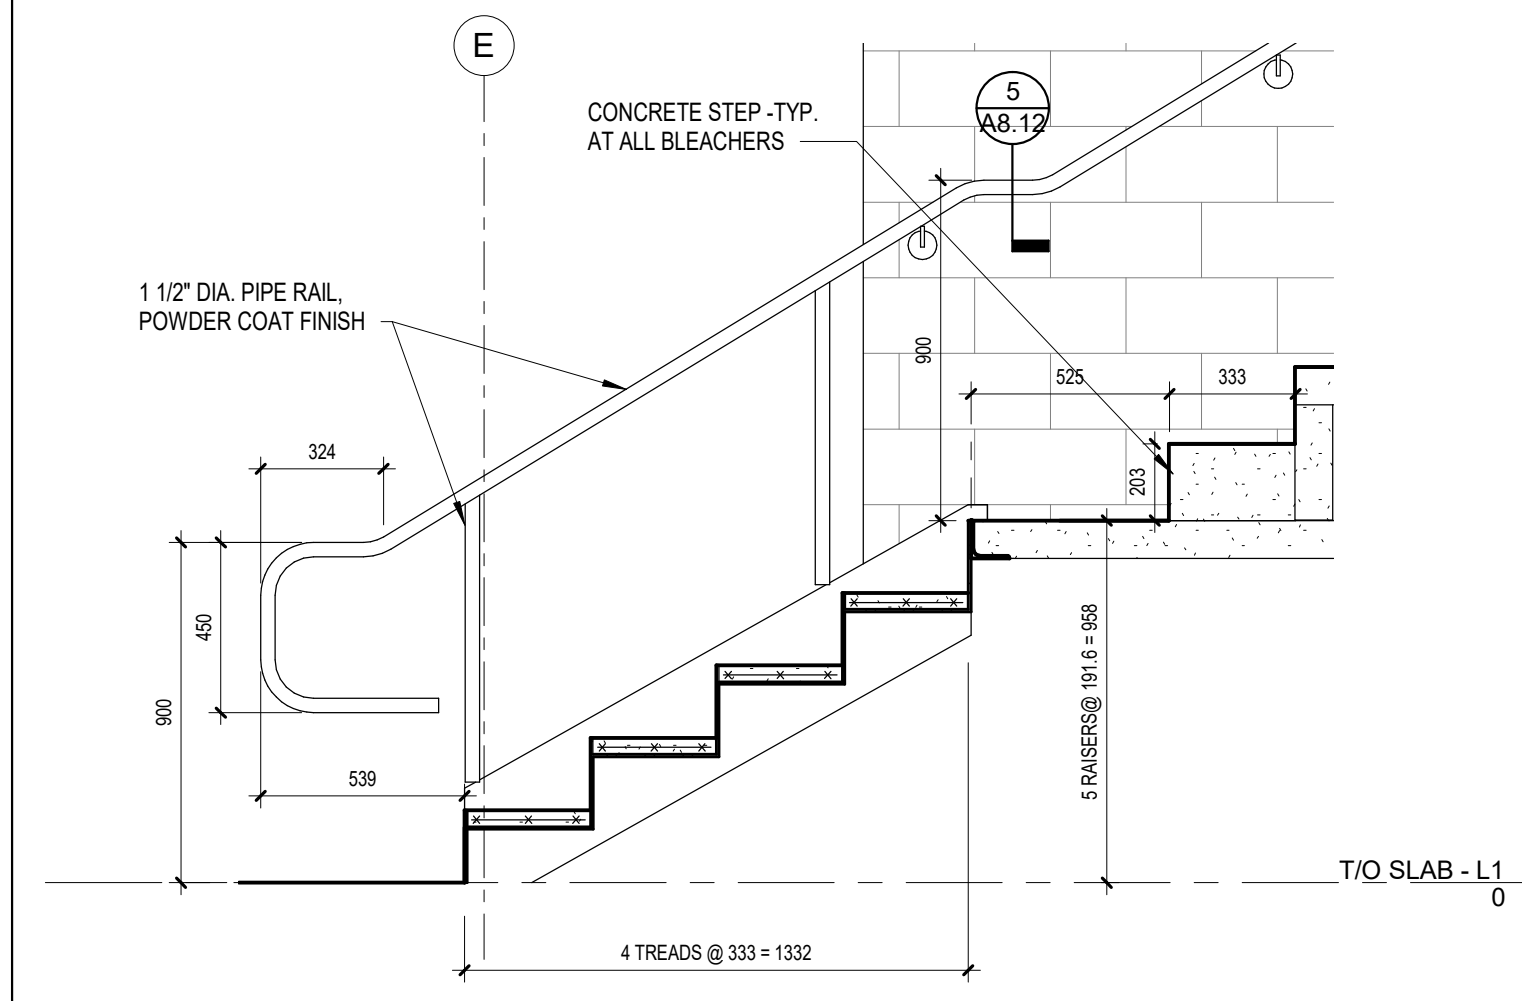 E
5
A8.12
CONCRETE STEP -TYP.
AT ALL BLEACHERS
1 1/2" DIA. PIPE RAIL,
POWDER COAT FINISH
900
525
333
324
203
450
900
539
5 RAISERS@ 191.6 = 958
T/O SLAB - L1
0
4 TREADS @ 333 = 1332